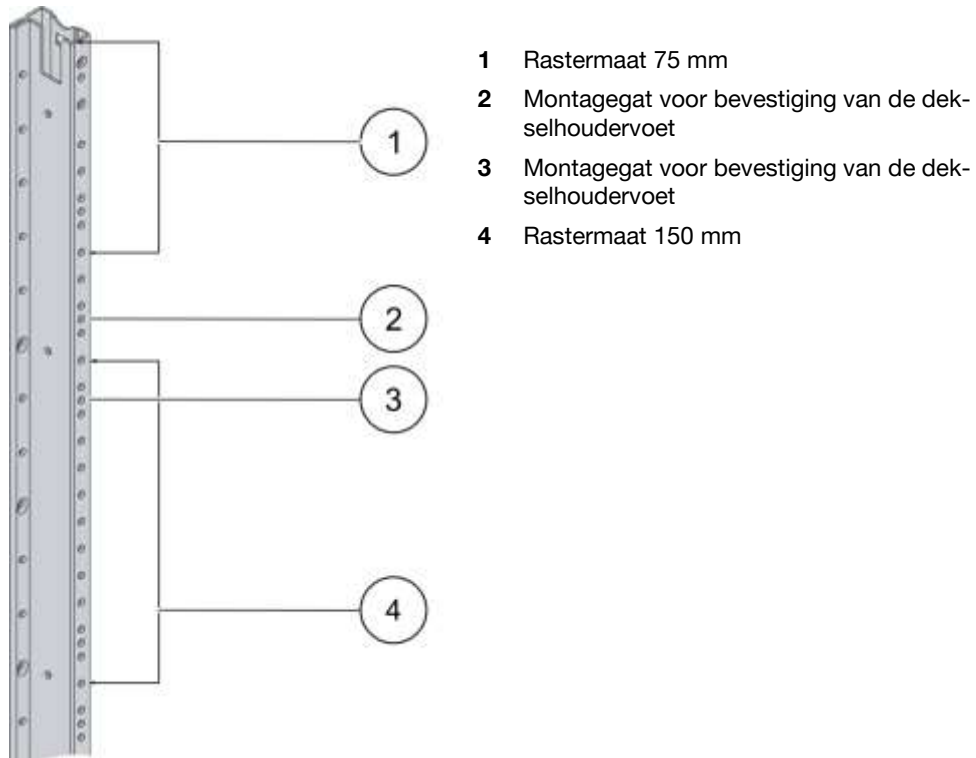 1 Rastermaat 75 mm
2 Montagegat voor bevestiging van de dek-
selhoudervoet
3 Montagegat voor bevestiging van de dek-
selhoudervoet
4 Rastermaat 150 mm
1
2
3
4